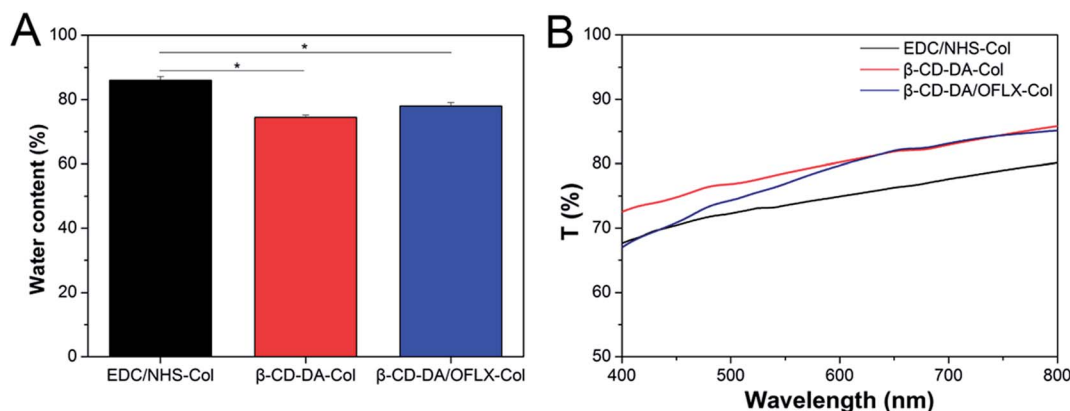 A
Water content (%)
100
80
60
40
20
0
*
*
EDC/NHS-Col
β-CD-DA-Col
β-CD-DA/OFLX-Col
B
T (%)
100
90
80
70
60
50
EDC/NHS-Col
β-CD-DA-Col
β-CD-DA/OFLX-Col
400
500
600
700
800
Wavelength (nm)